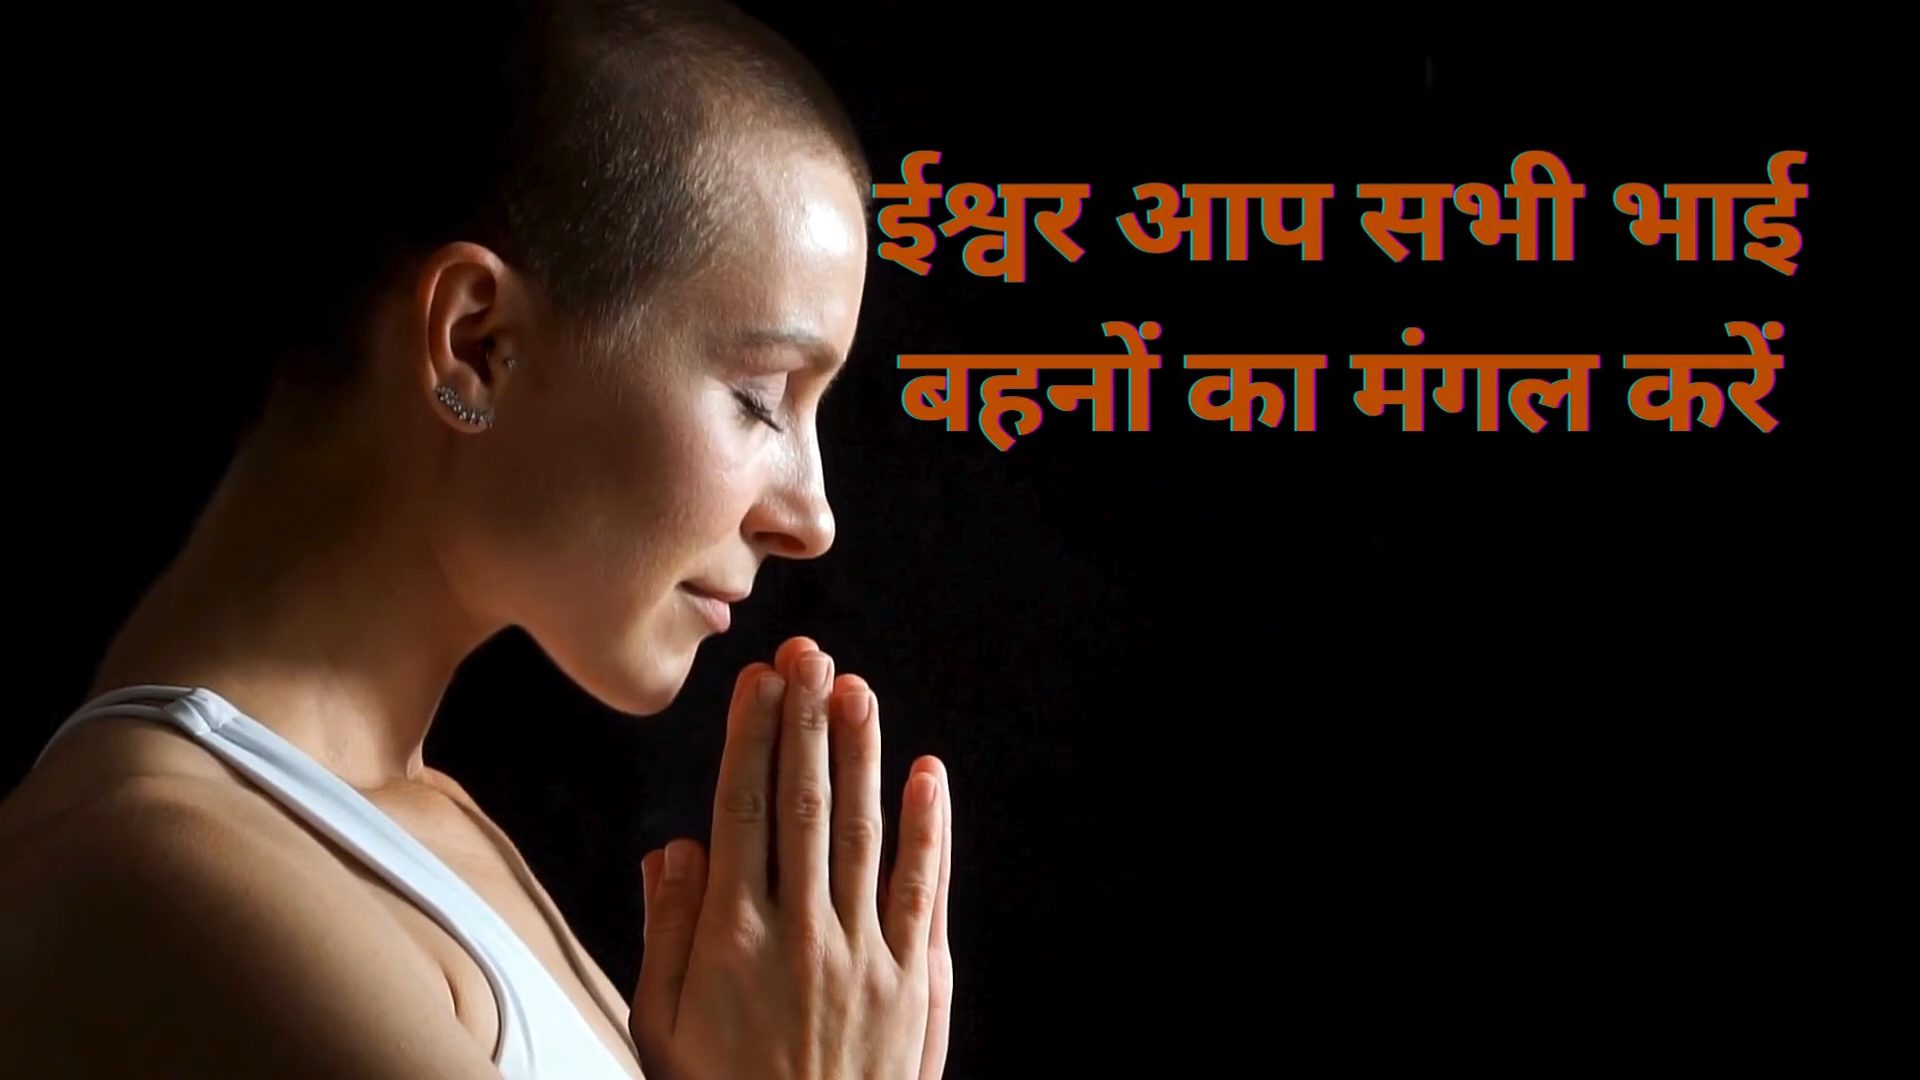 ईश्वर आप सभी भाई
बहनों का मंगल करें